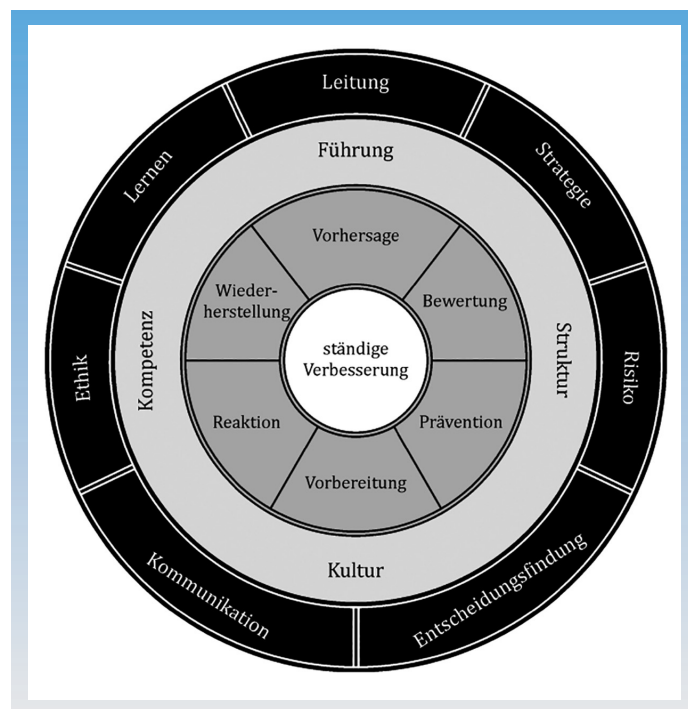 Leitung
Strategie
Risiko
Entscheidungsfindung
Kommunikation
Ethik
Lernen
Führung
Struktur
Kultur
Kompetenz
Vorhersage
Bewertung
Prävention
Vorbereitung
Reaktion
Wieder-
herstellung
ständige
Verbesserung